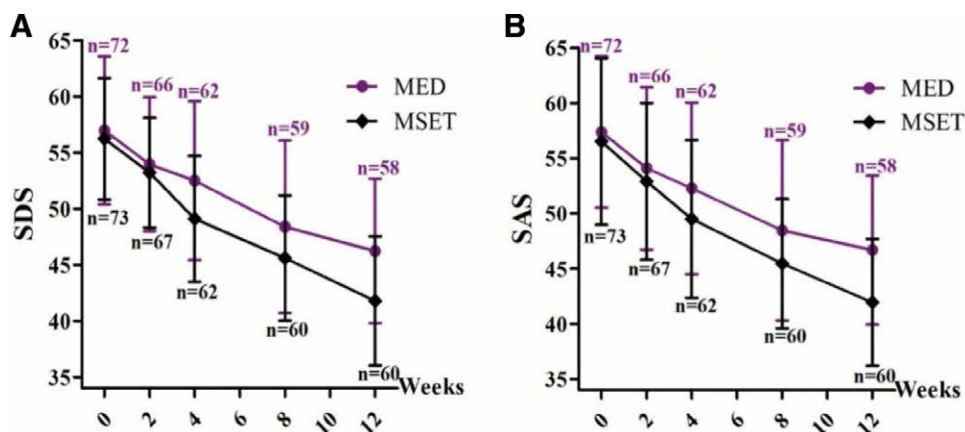 A
SDS
65
60
55
50
45
40
35
n=72
n=66
n=62
n=59
n=58
n=73
n=67
n=62
n=60
n=60
MED
MSET
0 2 4 6 8 10 12
Weeks
B
SAS
65
60
55
50
45
40
35
n=72
n=66
n=62
n=59
n=58
n=73
n=67
n=62
n=60
n=60
MED
MSET
0 2 4 6 8 10 12
Weeks